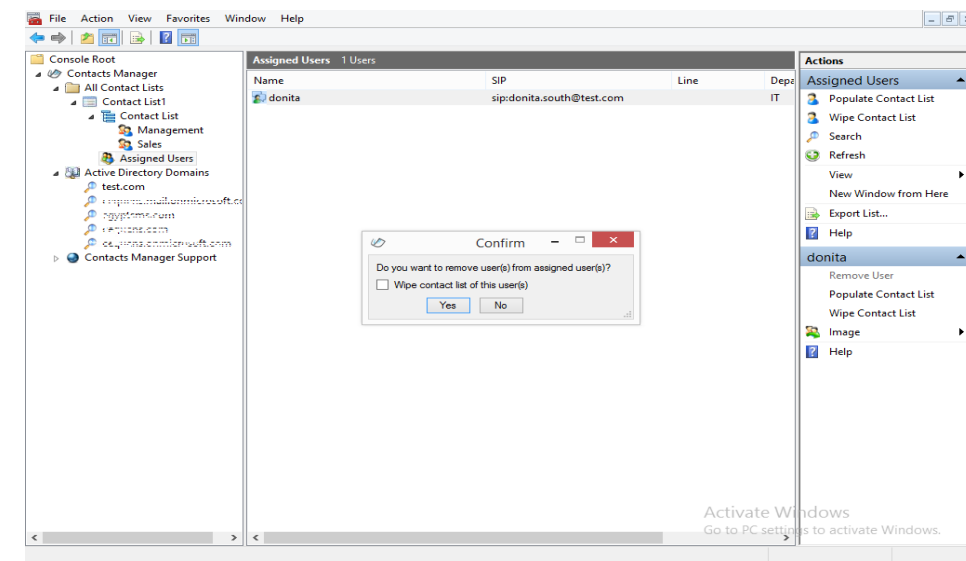 File Action View Favorites Window Help
Console Root
Contacts Manager
All Contact Lists
Contact List1
Contact List
Management
Sales
Assigned Users
Active Directory Domains
test.com
Contacts Manager Support
Assigned Users 1 Users
Name SIP Line Depa
donita sip:donita.south@test.com IT
Confirm
Do you want to remove user(s) from assigned user(s)?
Wipe contact list of this user(s)
Yes No
Actions
Assigned Users
Populate Contact List
Wipe Contact List
Search
Refresh
View
New Window from Here
Export List...
Help
donita
Remove User
Populate Contact List
Wipe Contact List
Image
Help
Activate Windows
Go to PC settings to activate Windows.